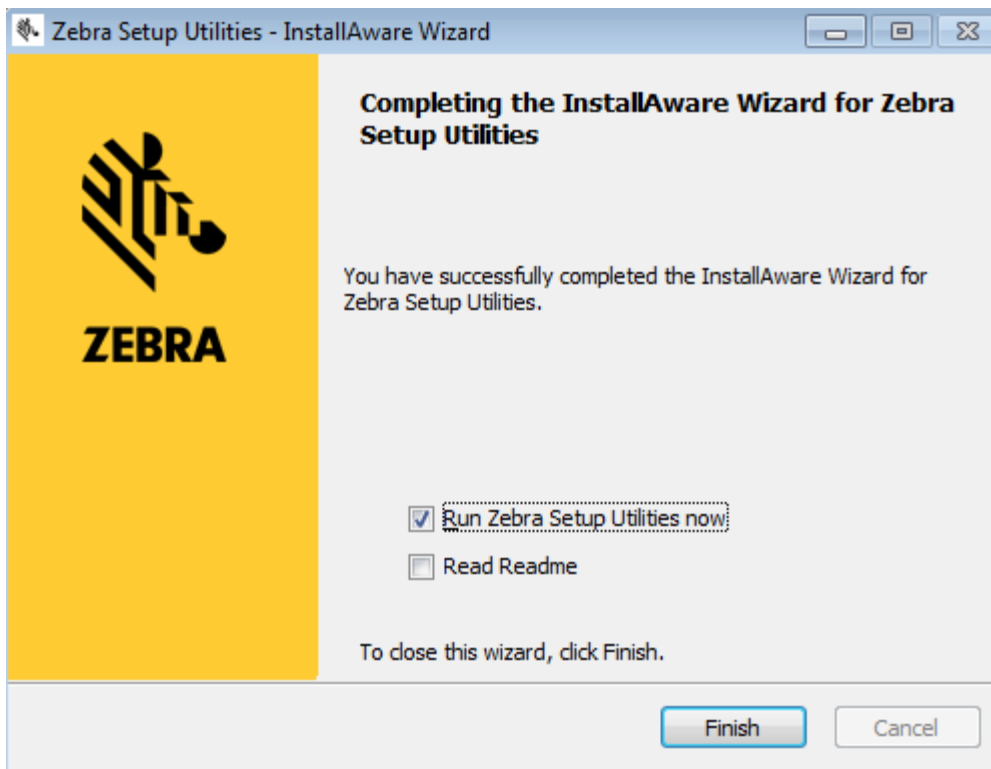 Zebra Setup Utilities - InstallAware Wizard
Completing the InstallAware Wizard for Zebra
Setup Utilities
You have successfully completed the InstallAware Wizard for
Zebra Setup Utilities.
ZEBRA
Run Zebra Setup Utilities now
Read Readme
To close this wizard, click Finish.
Finish
Cancel